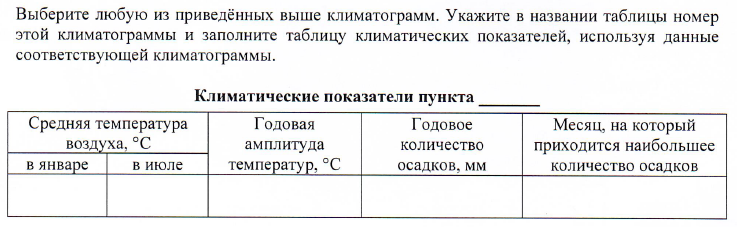 Выберите любую из приведённых выше климатограмм. Укажите в названии таблицы номер
этой климатограммы и заполните таблицу климатических показателей, используя данные
соответствующей климатограммы.
Климатические показатели пункта ______
Средняя температура
воздуха, °С
в январе
в июле
Годовая
амплитуда
температур, °С
Годовое
количество
осадков, мм
Месяц, на который
приходится наибольшее
количество осадков